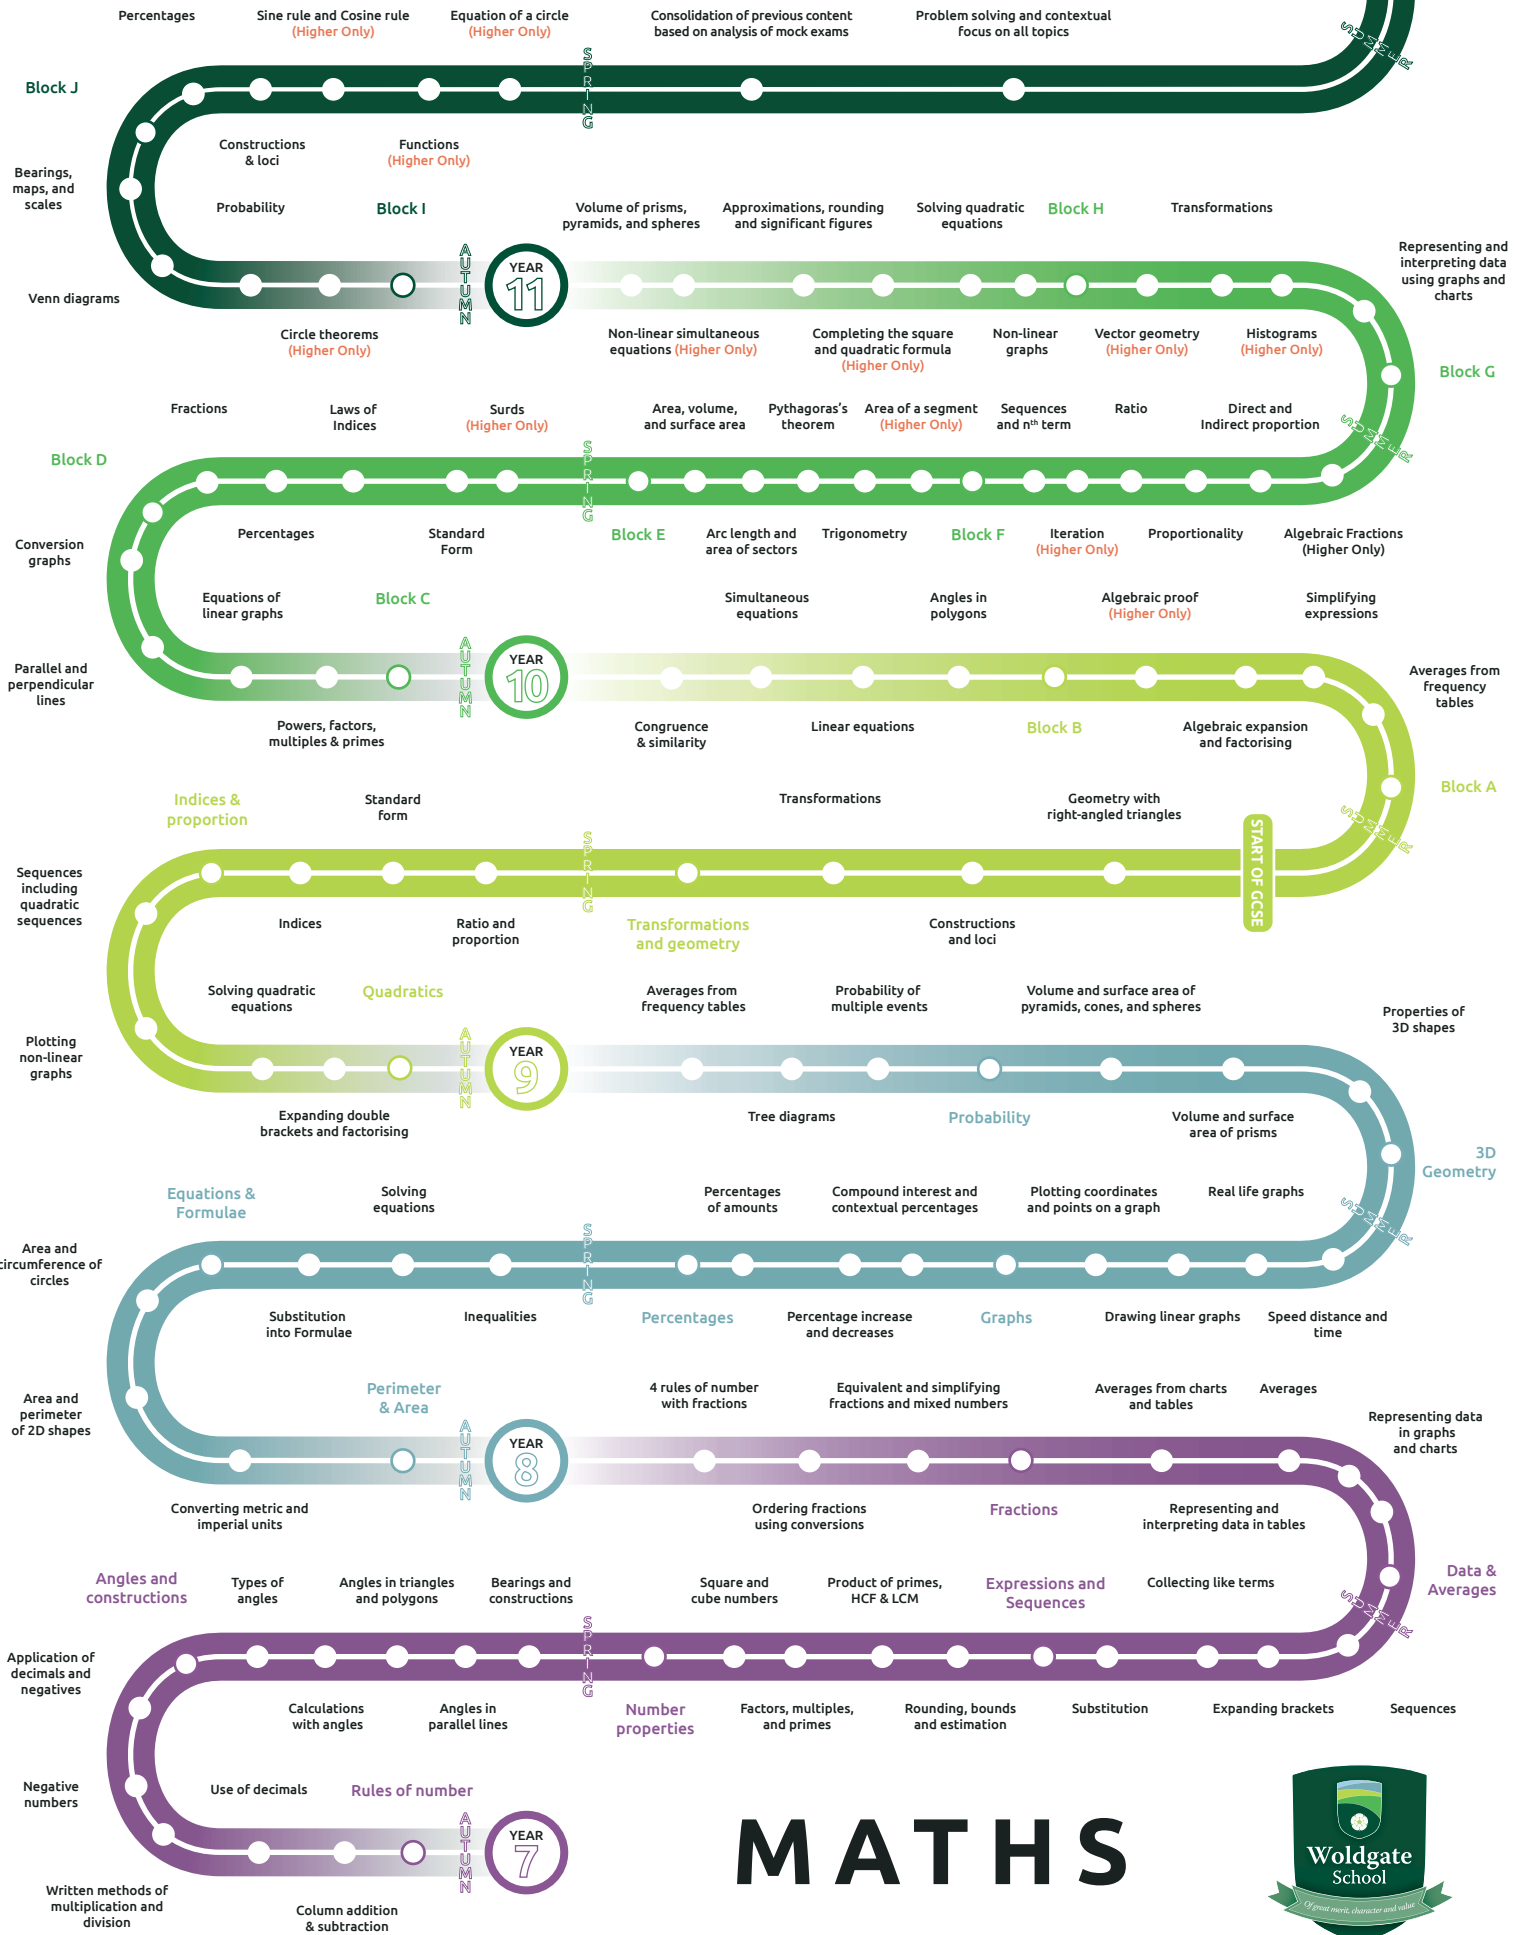 Percentages
Sine rule and Cosine rule
(Higher Only)
Equation of a circle
(Higher Only)
Consolidation of previous content
based on analysis of mock exams
Problem solving and contextual
focus on all topics
SUMMER
SPRING
Block J
Constructions
& loci
Functions
(Higher Only)
Bearings,
maps, and
scales
Probability
Block I
Venn diagrams
Circle theorems
(Higher Only)
AUTUMN
YEAR
11
Volume of prisms,
pyramids, and spheres
Approximations, rounding
and significant figures
Solving quadratic
equations
Block H
Transformations
Representing and
interpreting data
using graphs and
charts
Non-linear simultaneous
equations (Higher Only)
Completing the square
and quadratic formula
(Higher Only)
Non-linear
graphs
Vector geometry
(Higher Only)
Histograms
(Higher Only)
Block G
SUMMER
Fractions
Laws of
Indices
Surds
(Higher Only)
SPRING
Area, volume,
and surface area
Pythagoras's
theorem
Area of a segment
(Higher Only)
Sequences
and nth term
Ratio
Direct and
Indirect proportion
Block D
Percentages
Standard
Form
Block E
Arc length and
area of sectors
Trigonometry
Block F
Iteration
(Higher Only)
Proportionality
Algebraic Fractions
(Higher Only)
Conversion
graphs
Equations of
linear graphs
Block C
Parallel and
perpendicular
lines
Powers, factors,
multiples & primes
AUTUMN
YEAR
10
Simultaneous
equations
Angles in
polygons
Algebraic proof
(Higher Only)
Simplifying
expressions
Averages from
frequency
tables
Congruence
& similarity
Linear equations
Block B
Algebraic expansion
and factorising
Block A
SUMMER
START OF GCSE
Indices &
proportion
Standard
form
SPRING
Transformations
Geometry with
right-angled triangles
Sequences
including
quadratic
sequences
Indices
Ratio and
proportion
Transformations
and geometry
Constructions
and loci
Solving quadratic
equations
Quadratics
Plotting
non-linear
graphs
Expanding double
brackets and factorising
AUTUMN
YEAR
9
Averages from
frequency tables
Probability of
multiple events
Volume and surface area of
pyramids, cones, and spheres
Properties of
3D shapes
Tree diagrams
Probability
Volume and surface
area of prisms
3D
Geometry
SUMMER
Equations &
Formulae
Solving
equations
SPRING
Percentages
of amounts
Compound interest and
contextual percentages
Plotting coordinates
and points on a graph
Real life graphs
Area and
circumference of
circles
Substitution
into Formulae
Inequalities
Percentages
Percentage increase
and decreases
Graphs
Drawing linear graphs
Speed distance and
time
Area and
perimeter
of 2D shapes
Perimeter
& Area
Converting metric and
imperial units
AUTUMN
YEAR
8
4 rules of number
with fractions
Equivalent and simplifying
fractions and mixed numbers
Averages from charts
and tables
Averages
Representing data
in graphs
and charts
Ordering fractions
using conversions
Fractions
Representing and
interpreting data in tables
Data &
Averages
SUMMER
Angles and
constructions
Types of
angles
Angles in triangles
and polygons
Bearings and
constructions
SPRING
Square and
cube numbers
Product of primes,
HCF & LCM
Expressions and
Sequences
Collecting like terms
Application of
decimals and
negatives
Calculations
with angles
Angles in
parallel lines
Number
properties
Factors, multiples,
and primes
Rounding, bounds
and estimation
Substitution
Expanding brackets
Sequences
Negative
numbers
Use of decimals
Rules of number
Written methods of
multiplication and
division
Column addition
& subtraction
AUTUMN
YEAR
7
MATHS
Woldgate
School
Of great merit, character and value